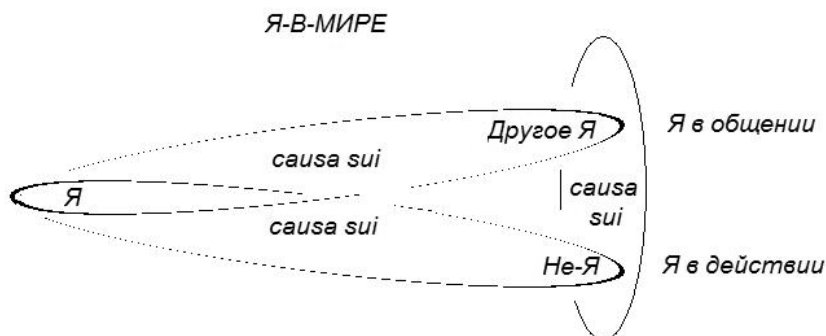 Я-В-МИРЕ
Другое Я
Я в общении
causa sui
Я
causa
sui
causa sui
Не-Я
Я в действии